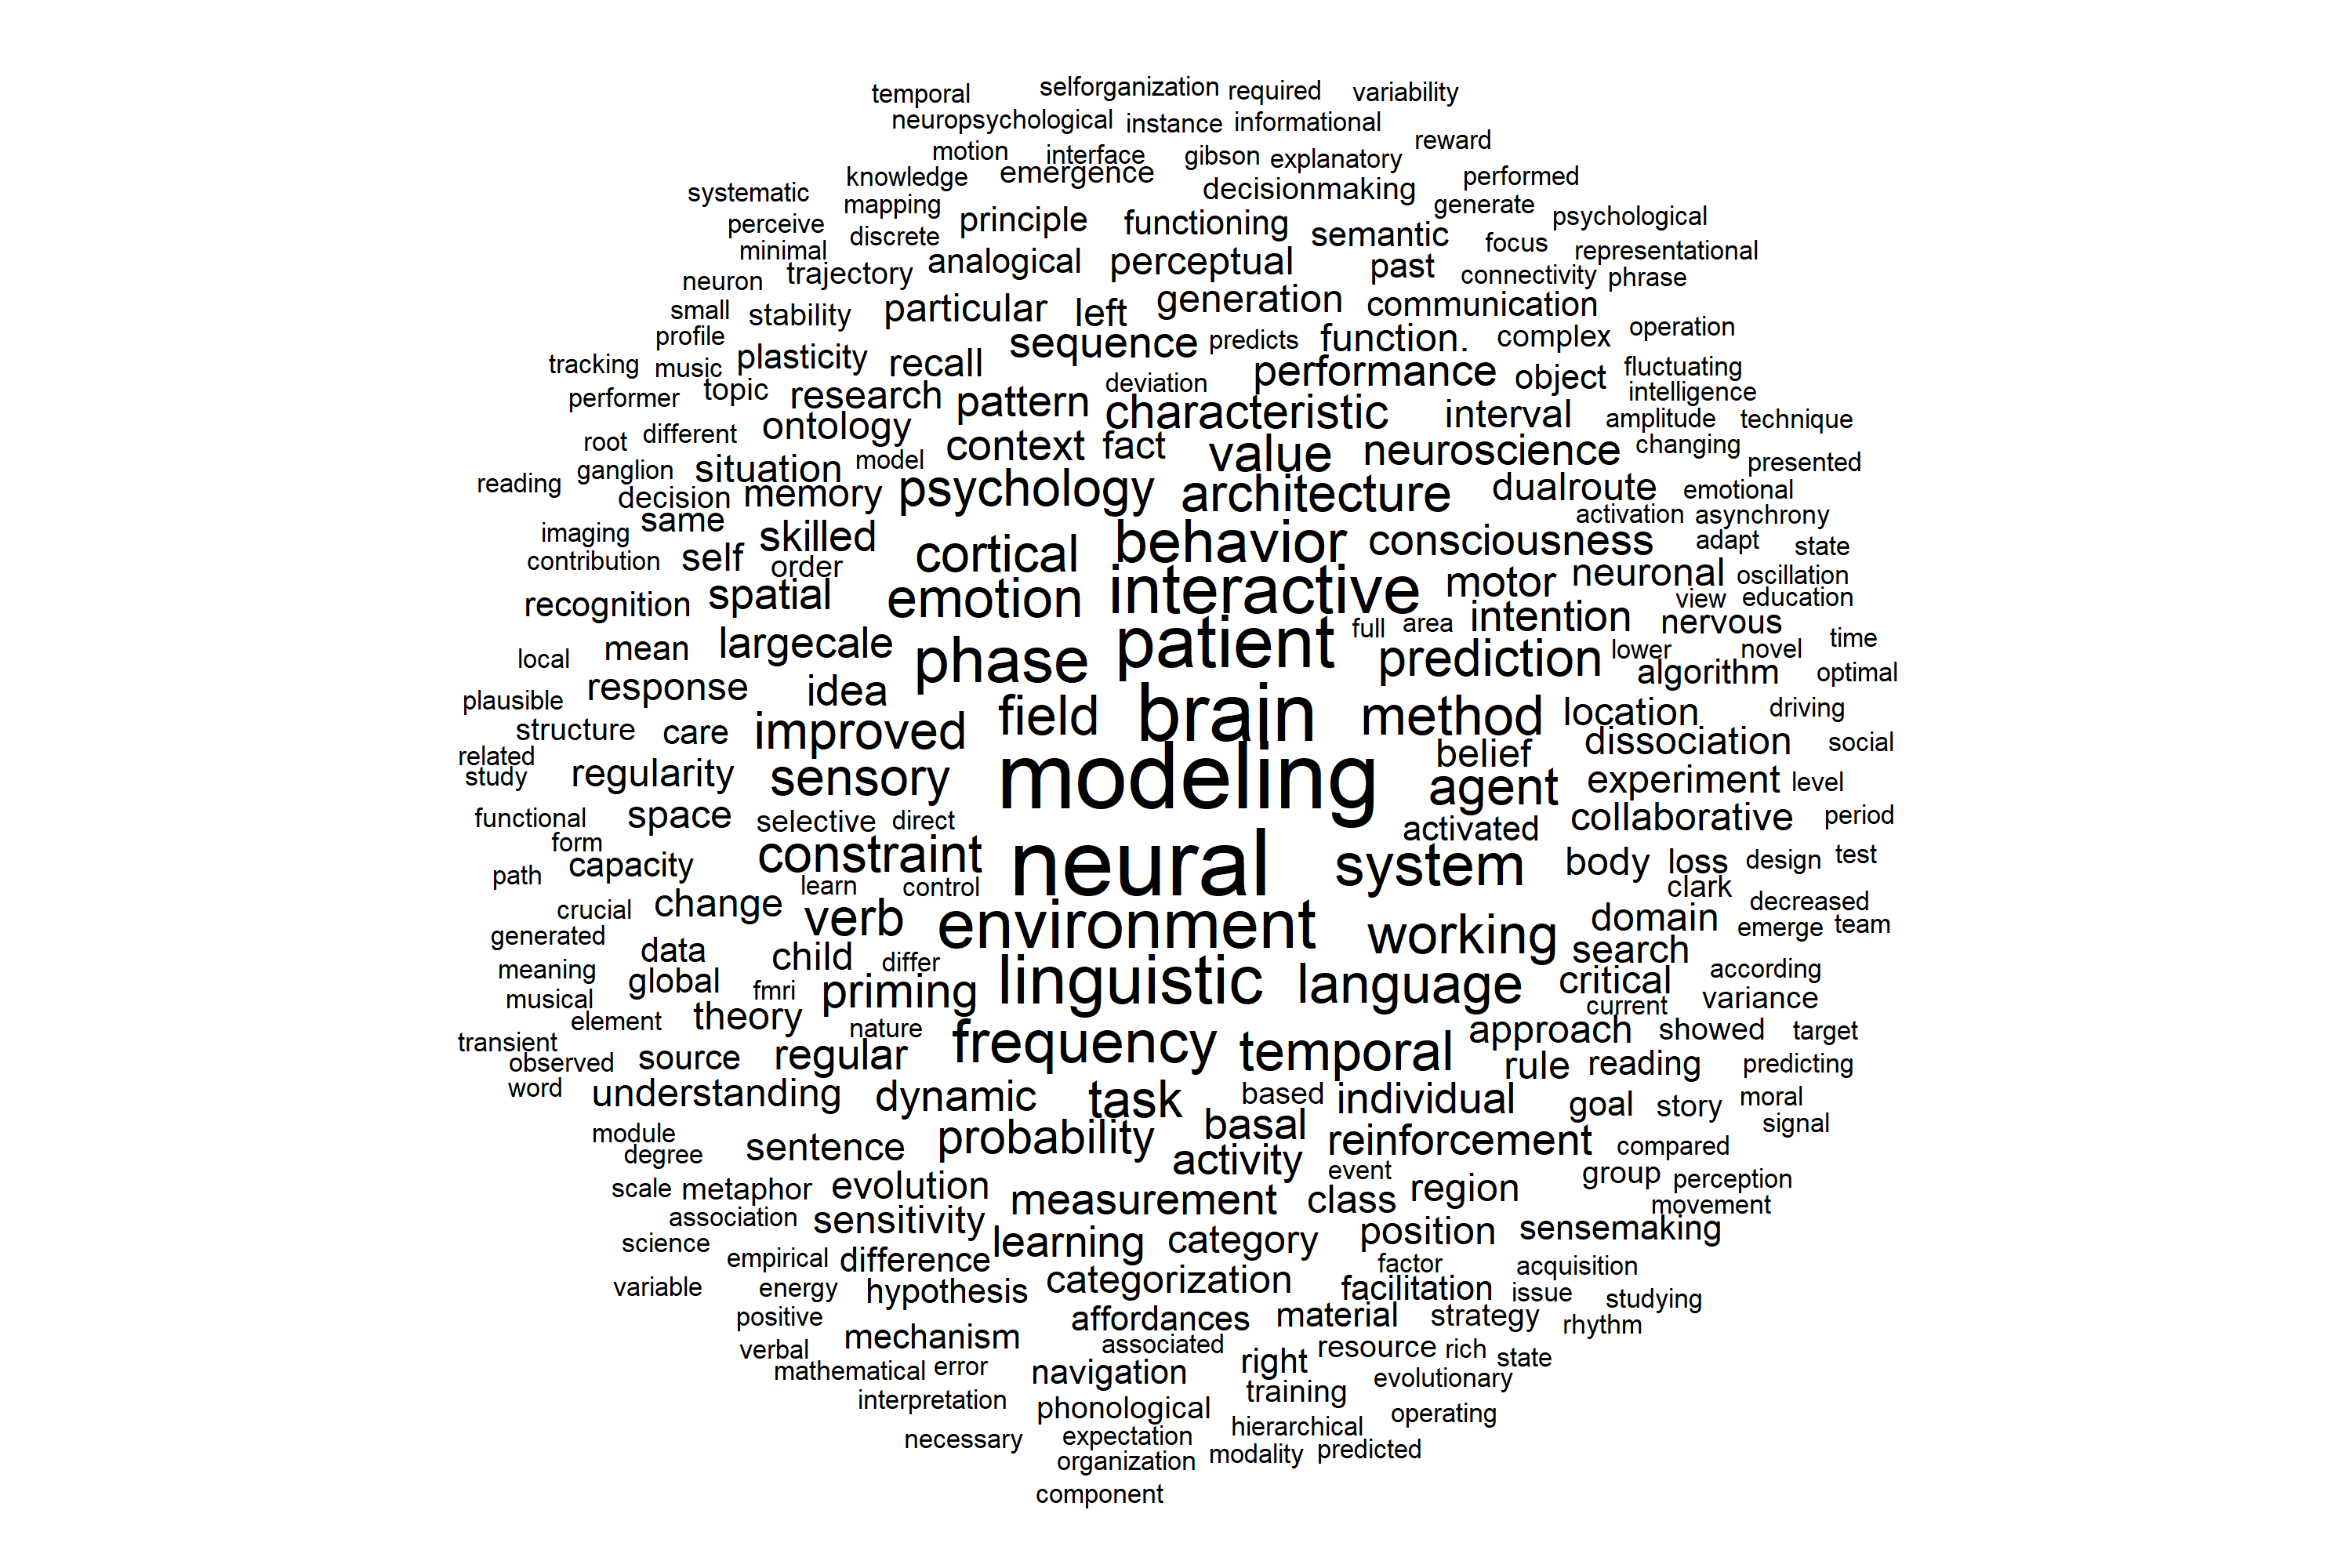 temporal selforganization required variability
neuropsychological instance informational
reward
motion interface gibson explanatory
knowledge emergence decisionmaking performed
systematic mapping generate
perceive principle functioning semantic psychological
minimal discrete focus representational
neuron trajectory analogical perceptual past connectivity phrase
small stability particular left generation communication
profile sequence predicts function. complex operation
tracking music plasticity recall performance object fluctuating
performer topic research pattern deviation characteristic interval intelligence
root different ontology context fact value neuroscience amplitude technique
changing
reading ganglion situation model presented
decision memory psychology architecture dualroute emotional
imaging same skilled cortical behavior consciousness activation asynchrony
contribution self order adapt state
recognition spatial emotion interactive motor neuronal oscillation
view education
local mean largecale phase patient full area intention nervous time
prediction lower novel
plausible response idea algorithm optimal
structure care improved field brain method location driving
related belief dissociation social
study regularity sensory modeling agent experiment level
functional space selective direct activated collaborative period
form
path capacity constraint neural system body loss design test
learn control clark
crucial change verb environment working domain decreased
generated emerge team
data child differ search
meaning global fmri priming linguistic language critical according
musical current variance
element theory nature frequency temporal approach showed target
transient
observed source regular rule reading predicting
word understanding dynamic task based individual goal story moral
module basal signal
degree sentence probability activity reinforcement compared
event
scale metaphor evolution measurement class region group perception
association sensitivity movement
science learning category position sensemaking
empirical difference factor acquisition
variable energy hypothesis categorization facilitation issue studying
positive affordances material strategy rhythm
verbal mechanism associated resource rich state
mathematical error navigation right evolutionary
interpretation phonological training operating
necessary expectation hierarchical
organization modality predicted
component